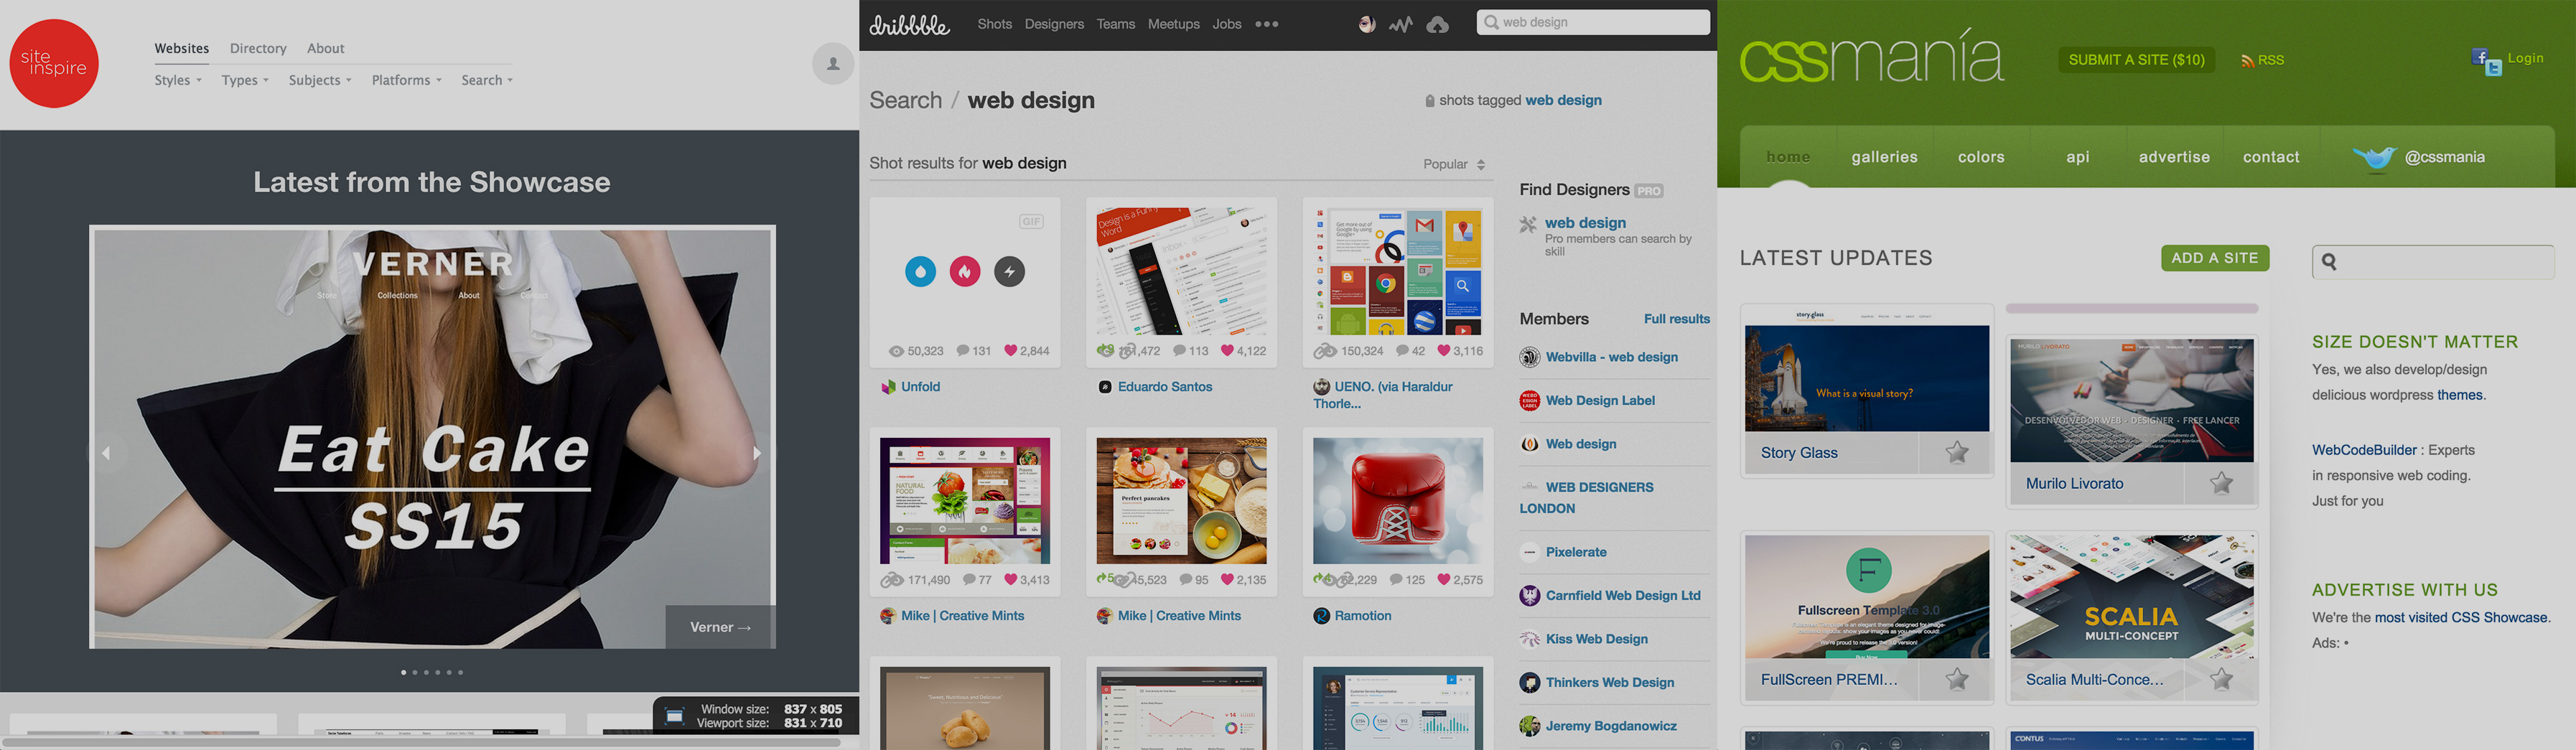 site
inspire
Websites Directory About
Styles Types Subjects Platforms Search
Latest from the Showcase
VERNER
Store Collections About Contact
Eat Cake
SS15
Verner →
Window size: 837 x 805
Viewport size: 831 x 710
dribbble
Shots Designers Teams Meetups Jobs
web design
Search / web design
shots tagged web design
Shot results for web design
Popular
GIF
50,323 131 2,844
Unfold
Design is a Funny
Word
113 4,122
Eduardo Santos
150,324 42 3,116
UENO. (via Haraldur
Thorle...
NATURAL
FOOD
171,490 77 3,413
Mike | Creative Mints
Perfect pancakes
5 95 2,135
Mike | Creative Mints
125 2,575
Ramotion
"Sweet, Nutritious and Delicious"
Find Designers PRO
web design
Pro members can search by
skill
Members Full results
Webvilla - web design
Web Design Label
Web design
WEB DESIGNERS
LONDON
Pixelerate
Carnfield Web Design Ltd
Kiss Web Design
Thinkers Web Design
Jeremy Bogdanowicz
cssmanía
SUBMIT A SITE ($10)
RSS
Login
home galleries colors api advertise contact @cssmania
LATEST UPDATES
ADD A SITE
story.glass
What is a visual story?
Story Glass
MURILO LIVORATO
DESENVOLVEDOR WEB • DESIGNER • FREE LANCER
Murilo Livorato
Fullscreen Template 3.0
Buy Now
FullScreen PREMI...
SCALIA
MULTI-CONCEPT
Scalia Multi-Conce...
CONTUS
SIZE DOESN'T MATTER
Yes, we also develop/design
delicious wordpress themes.
WebCodeBuilder : Experts
in responsive web coding.
Just for you
ADVERTISE WITH US
We're the most visited CSS Showcase.
Ads: •